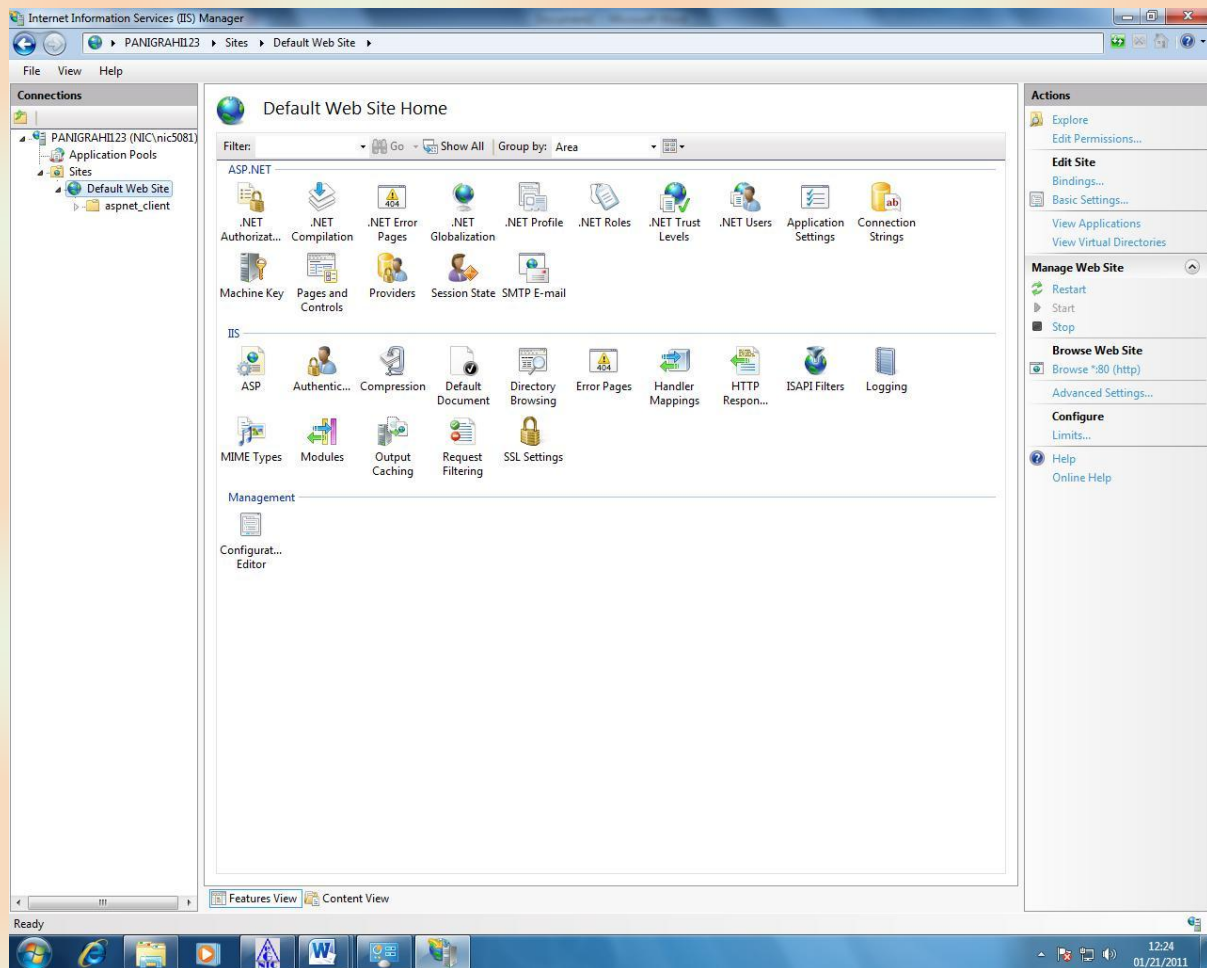 Internet Information Services (IIS) Manager
PANIGRAHI123 Sites Default Web Site
File View Help
Connections
PANIGRAHI123 (NIC\nic5081)
Application Pools
Sites
Default Web Site
aspnet_client
Default Web Site Home
Filter: Go Show All Group by: Area
ASP.NET
.NET Authorizat...
.NET Compilation
.NET Error Pages
.NET Globalization
.NET Profile
.NET Roles
.NET Trust Levels
.NET Users
Application Settings
Connection Strings
Machine Key
Pages and Controls
Providers
Session State
SMTP E-mail
IIS
ASP
Authentic...
Compression
Default Document
Directory Browsing
Error Pages
Handler Mappings
HTTP Respon...
ISAPI Filters
Logging
MIME Types
Modules
Output Caching
Request Filtering
SSL Settings
Management
Configurat... Editor
Features View Content View
Actions
Explore
Edit Permissions...
Edit Site
Bindings...
Basic Settings...
View Applications
View Virtual Directories
Manage Web Site
Restart
Start
Stop
Browse Web Site
Browse *:80 (http)
Advanced Settings...
Configure
Limits...
Help
Online Help
Ready
NIC
12:24
01/21/2011